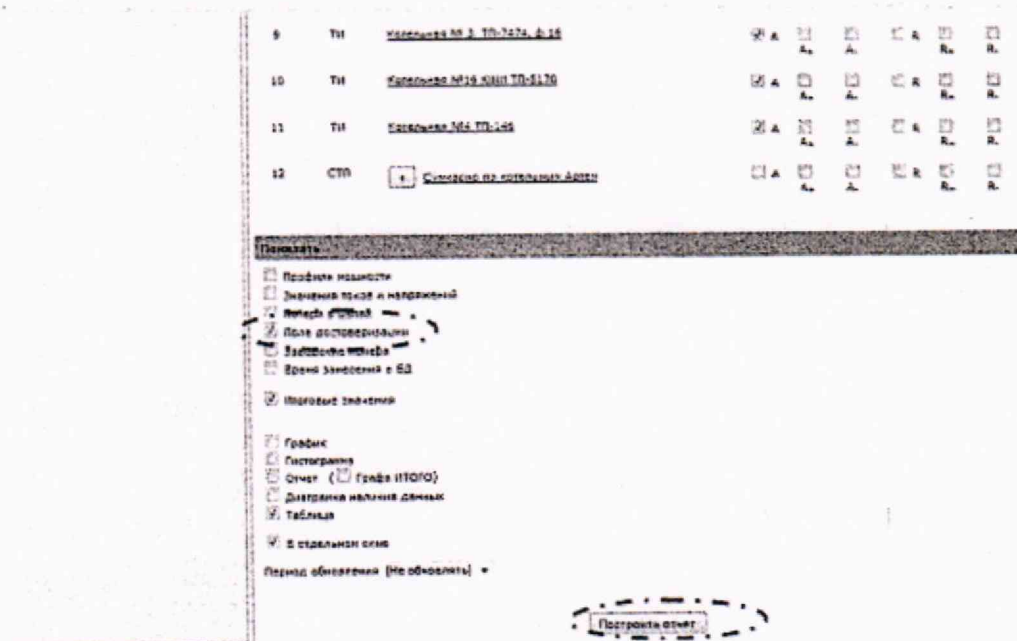 9 ТИ Котельная № 3, ТП-7474, ф.16 A A+ A- R R+ R-
10 ТИ Котельная №16 ТП-5170 A A+ A- R R+ R-
11 ТИ Котельная №4 ТП-146 A A+ A- R R+ R-
12 СТП + Суммарно по котельным A A+ A- R R+ R-
Показать
Профили мощности
Значения токов и напряжений
Поле достоверизации
Показания
Время занесения в БД
Итоговые значения
График
Гистограмма
Отчет (Графа ИТОГО)
Диаграмма наличия данных
Таблица
В отдельном окне
Период обновления (Не обновлять)
Построить отчет